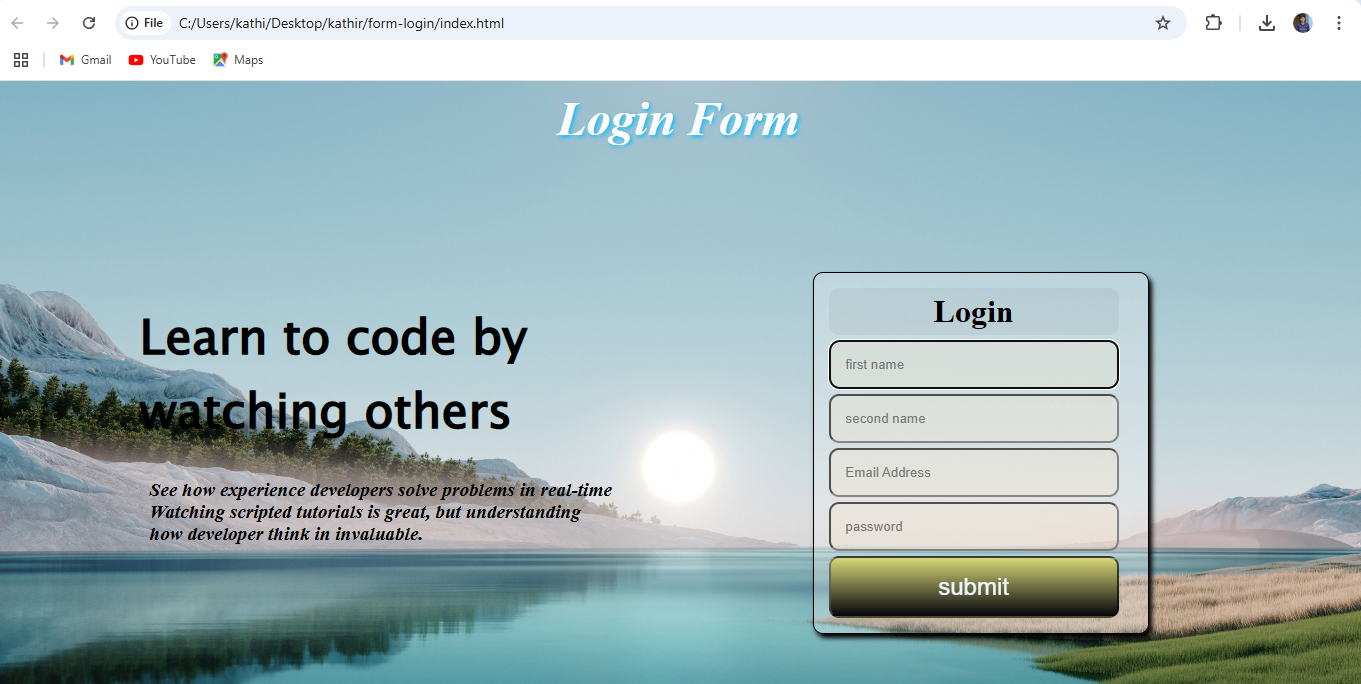 File C:/Users/kathi/Desktop/kathir/form-login/index.html
Gmail YouTube Maps
Login Form
Learn to code by
watching others
See how experience developers solve problems in real-time
Watching scripted tutorials is great, but understanding
how developer think in invaluable.
Login
first name
second name
Email Address
password
submit